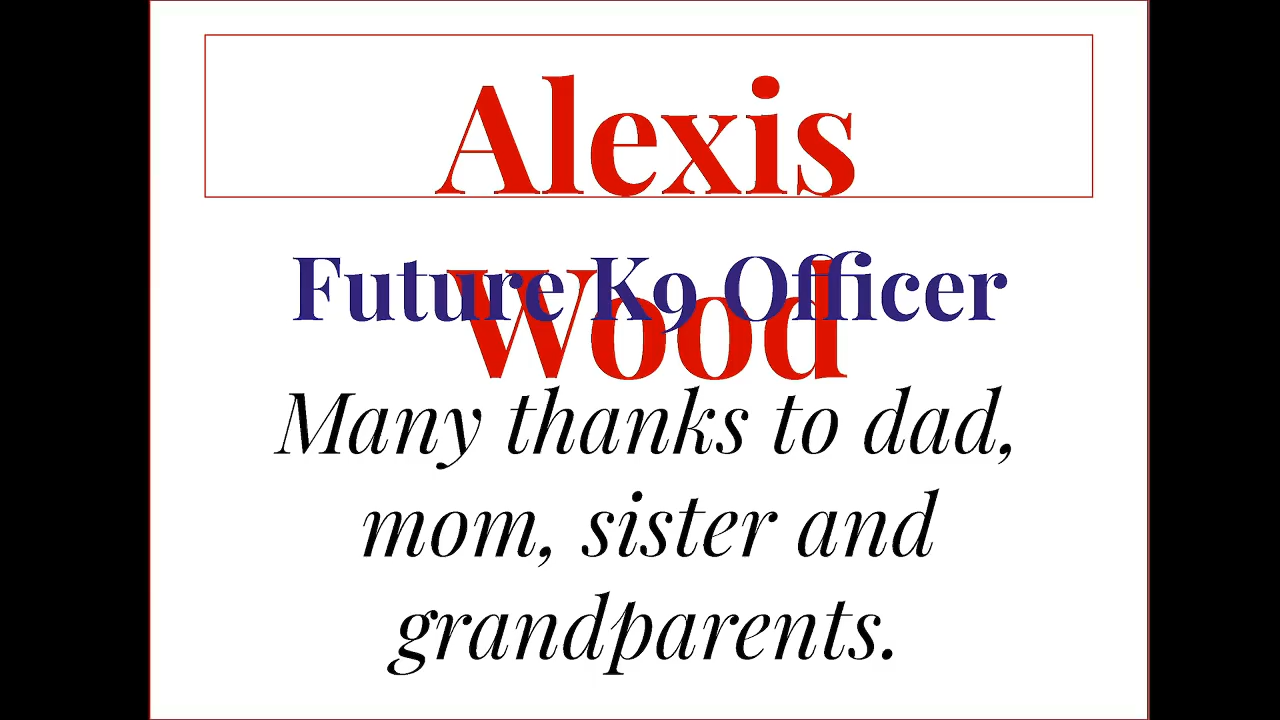 Alexis
Wood
Future K9 Officer
Many thanks to dad,
mom, sister and
grandparents.